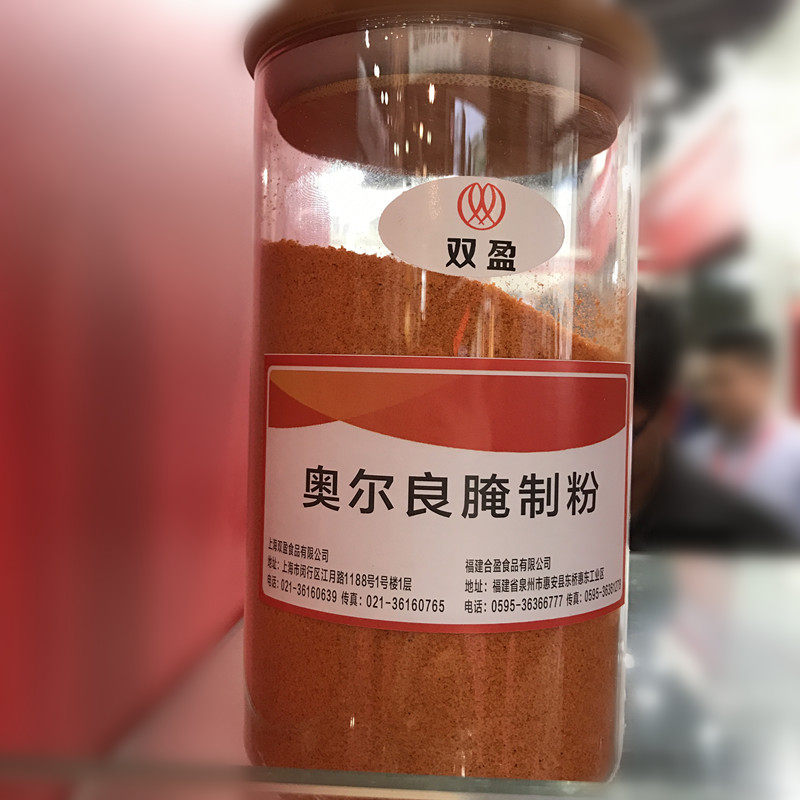 双盈
奥尔良腌制粉
上海双盈食品有限公司
地址：上海市闵行区江月路1188号1号楼1层
电话：021-36160639 传真：021-36160765
福建合盈食品有限公司
地址：福建省泉州市惠安县东桥惠东工业区
电话：0595-36366777 传真：0595-36361278